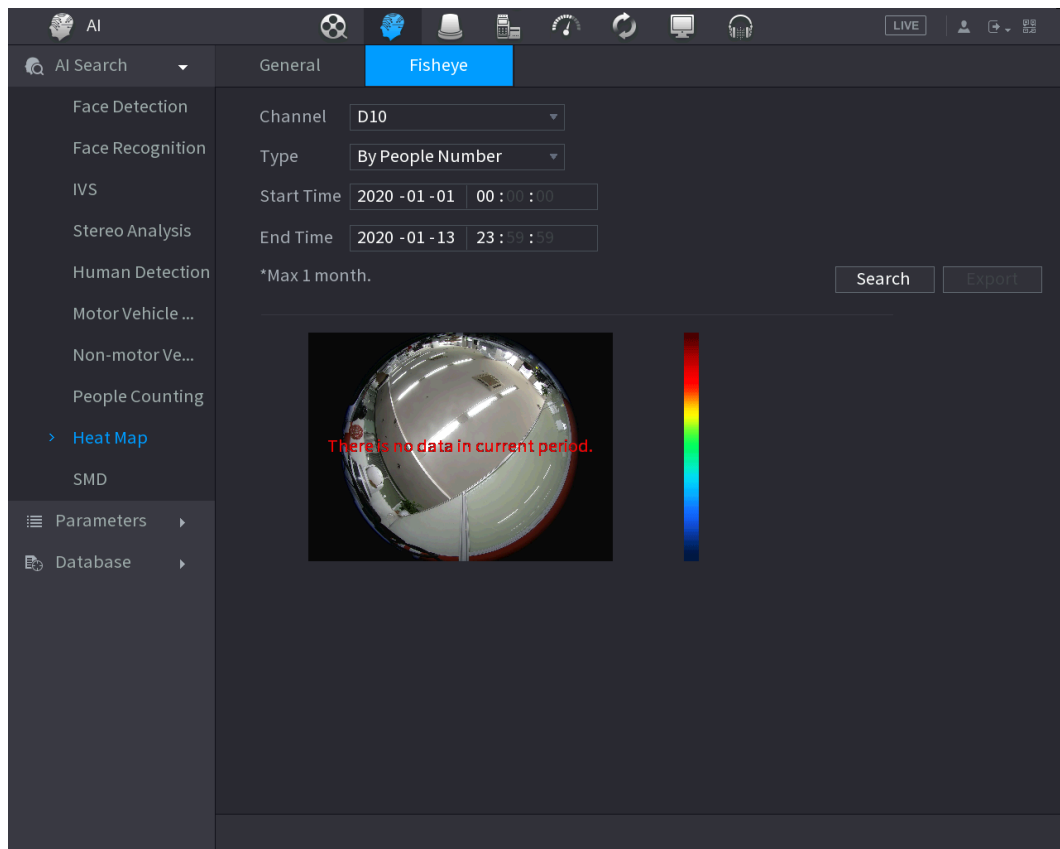 AI
LIVE
AI Search
General
Fisheye
Face Detection
Channel
D10
Face Recognition
Type
By People Number
IVS
Start Time
2020 -01 -01
00 : 00 : 00
Stereo Analysis
End Time
2020 -01 -13
23 : 59 : 59
Human Detection
*Max 1 month.
Search
Export
Motor Vehicle ...
Non-motor Ve...
People Counting
Heat Map
There is no data in current period.
SMD
Parameters
Database